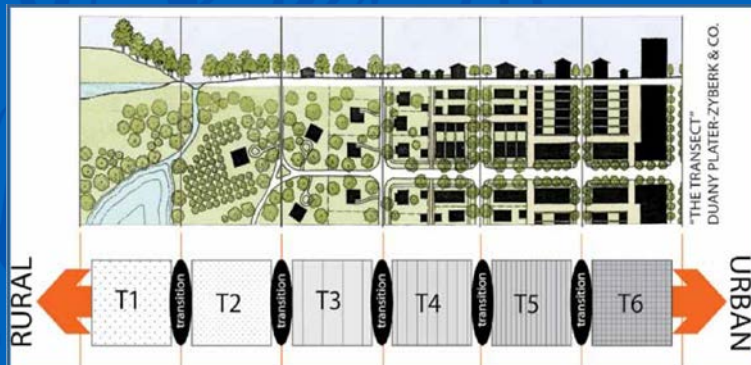 "THE TRANSECT"
DUANY PLATER-ZYBERK & CO.
RURAL
T1
transition
T2
transition
T3
transition
T4
transition
T5
transition
T6
URBAN